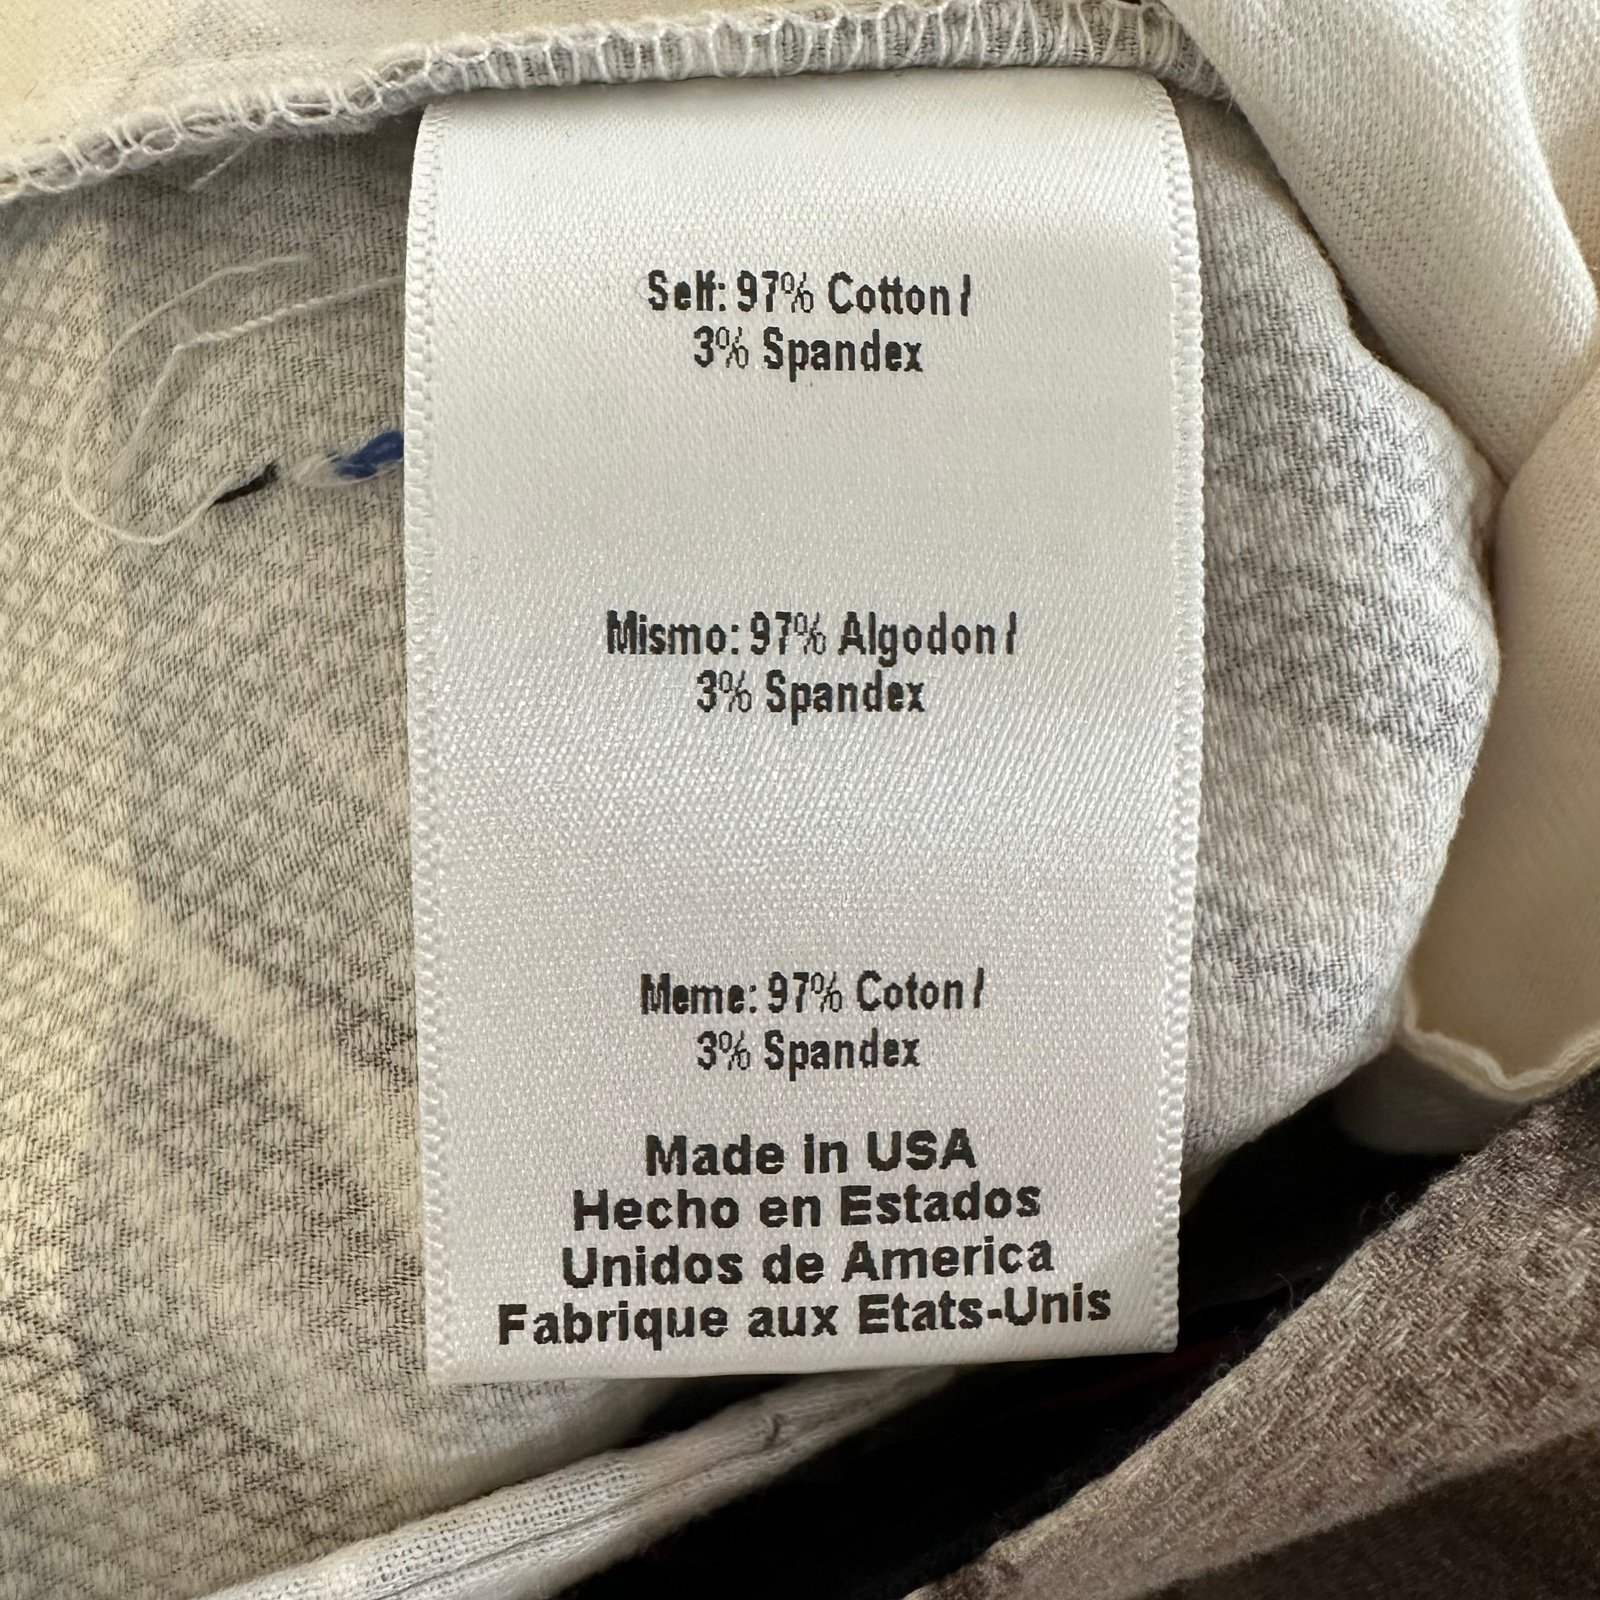 Self: 97% Cotton/
3% Spandex
Mismo: 97% Algodon/
3% Spandex
Meme: 97% Coton/
3% Spandex
Made in USA
Hecho en Estados
Unidos de America
Fabrique aux Etats-Unis